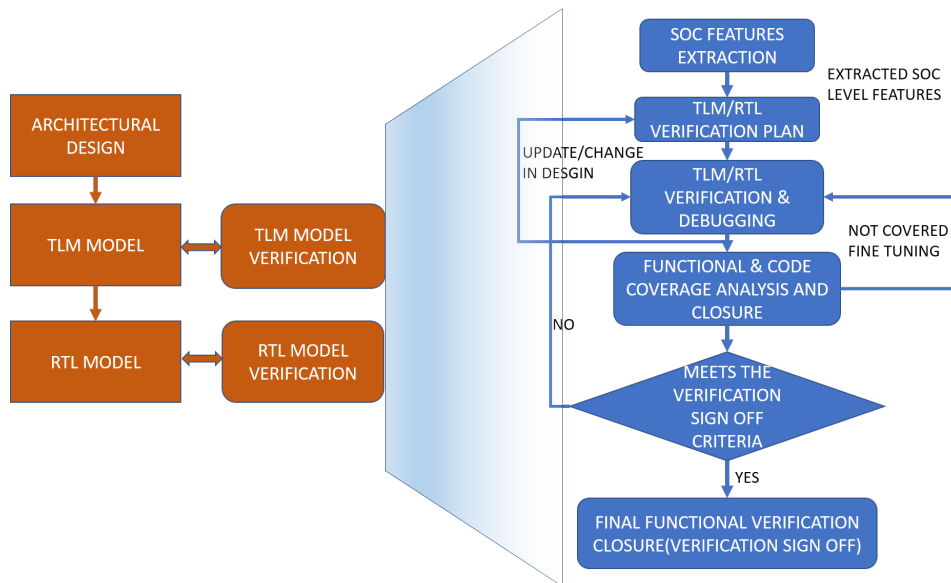 ARCHITECTURAL
DESIGN
TLM MODEL
TLM MODEL
VERIFICATION
RTL MODEL
RTL MODEL
VERIFICATION
SOC FEATURES
EXTRACTION
EXTRACTED SOC
LEVEL FEATURES
TLM/RTL
VERIFICATION PLAN
UPDATE/CHANGE
IN DESGIN
TLM/RTL
VERIFICATION &
DEBUGGING
NOT COVERED
FINE TUNING
FUNCTIONAL & CODE
COVERAGE ANALYSIS AND
CLOSURE
NO
MEETS THE
VERIFICATION
SIGN OFF
CRITERIA
YES
FINAL FUNCTIONAL VERIFICATION
CLOSURE(VERIFICATION SIGN OFF)